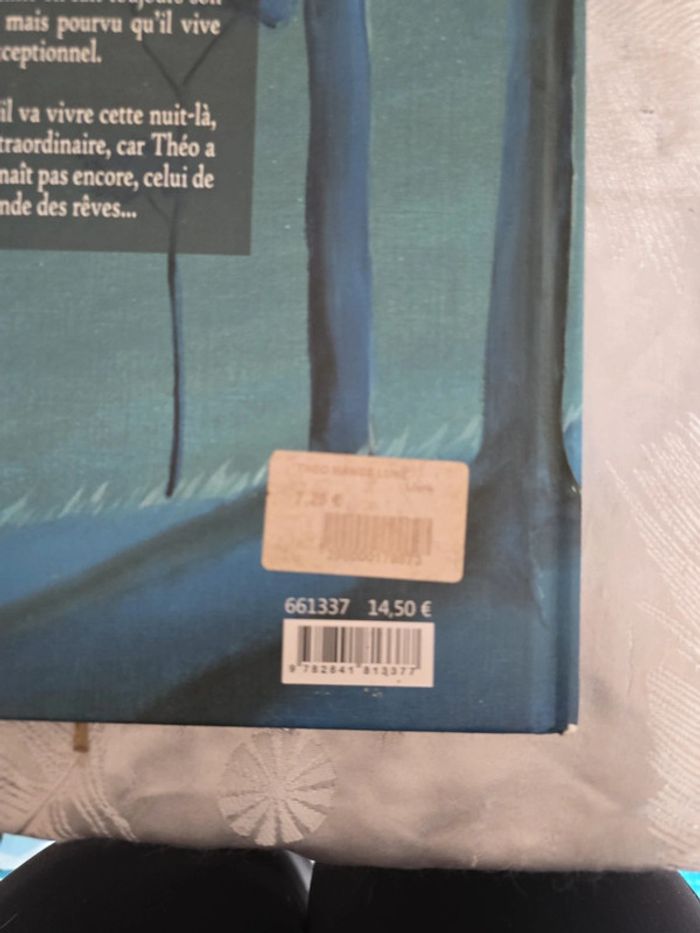 mais pourvu qu'il vive
ceptionnel.
il va vivre cette nuit-là,
traordinaire, car Théo a
naît pas encore, celui de
nde des rêves...
7,25 €
661337 14,50 €
9 782841 813377